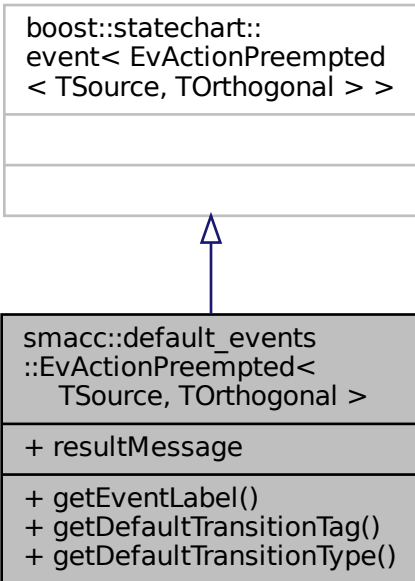 boost::statechart::
event< EvActionPreempted
< TSource, TOrthogonal > >
smacc::default_events
::EvActionPreempted<
TSource, TOrthogonal >
+ resultMessage
+ getEventLabel()
+ getDefaultTransitionTag()
+ getDefaultTransitionType()